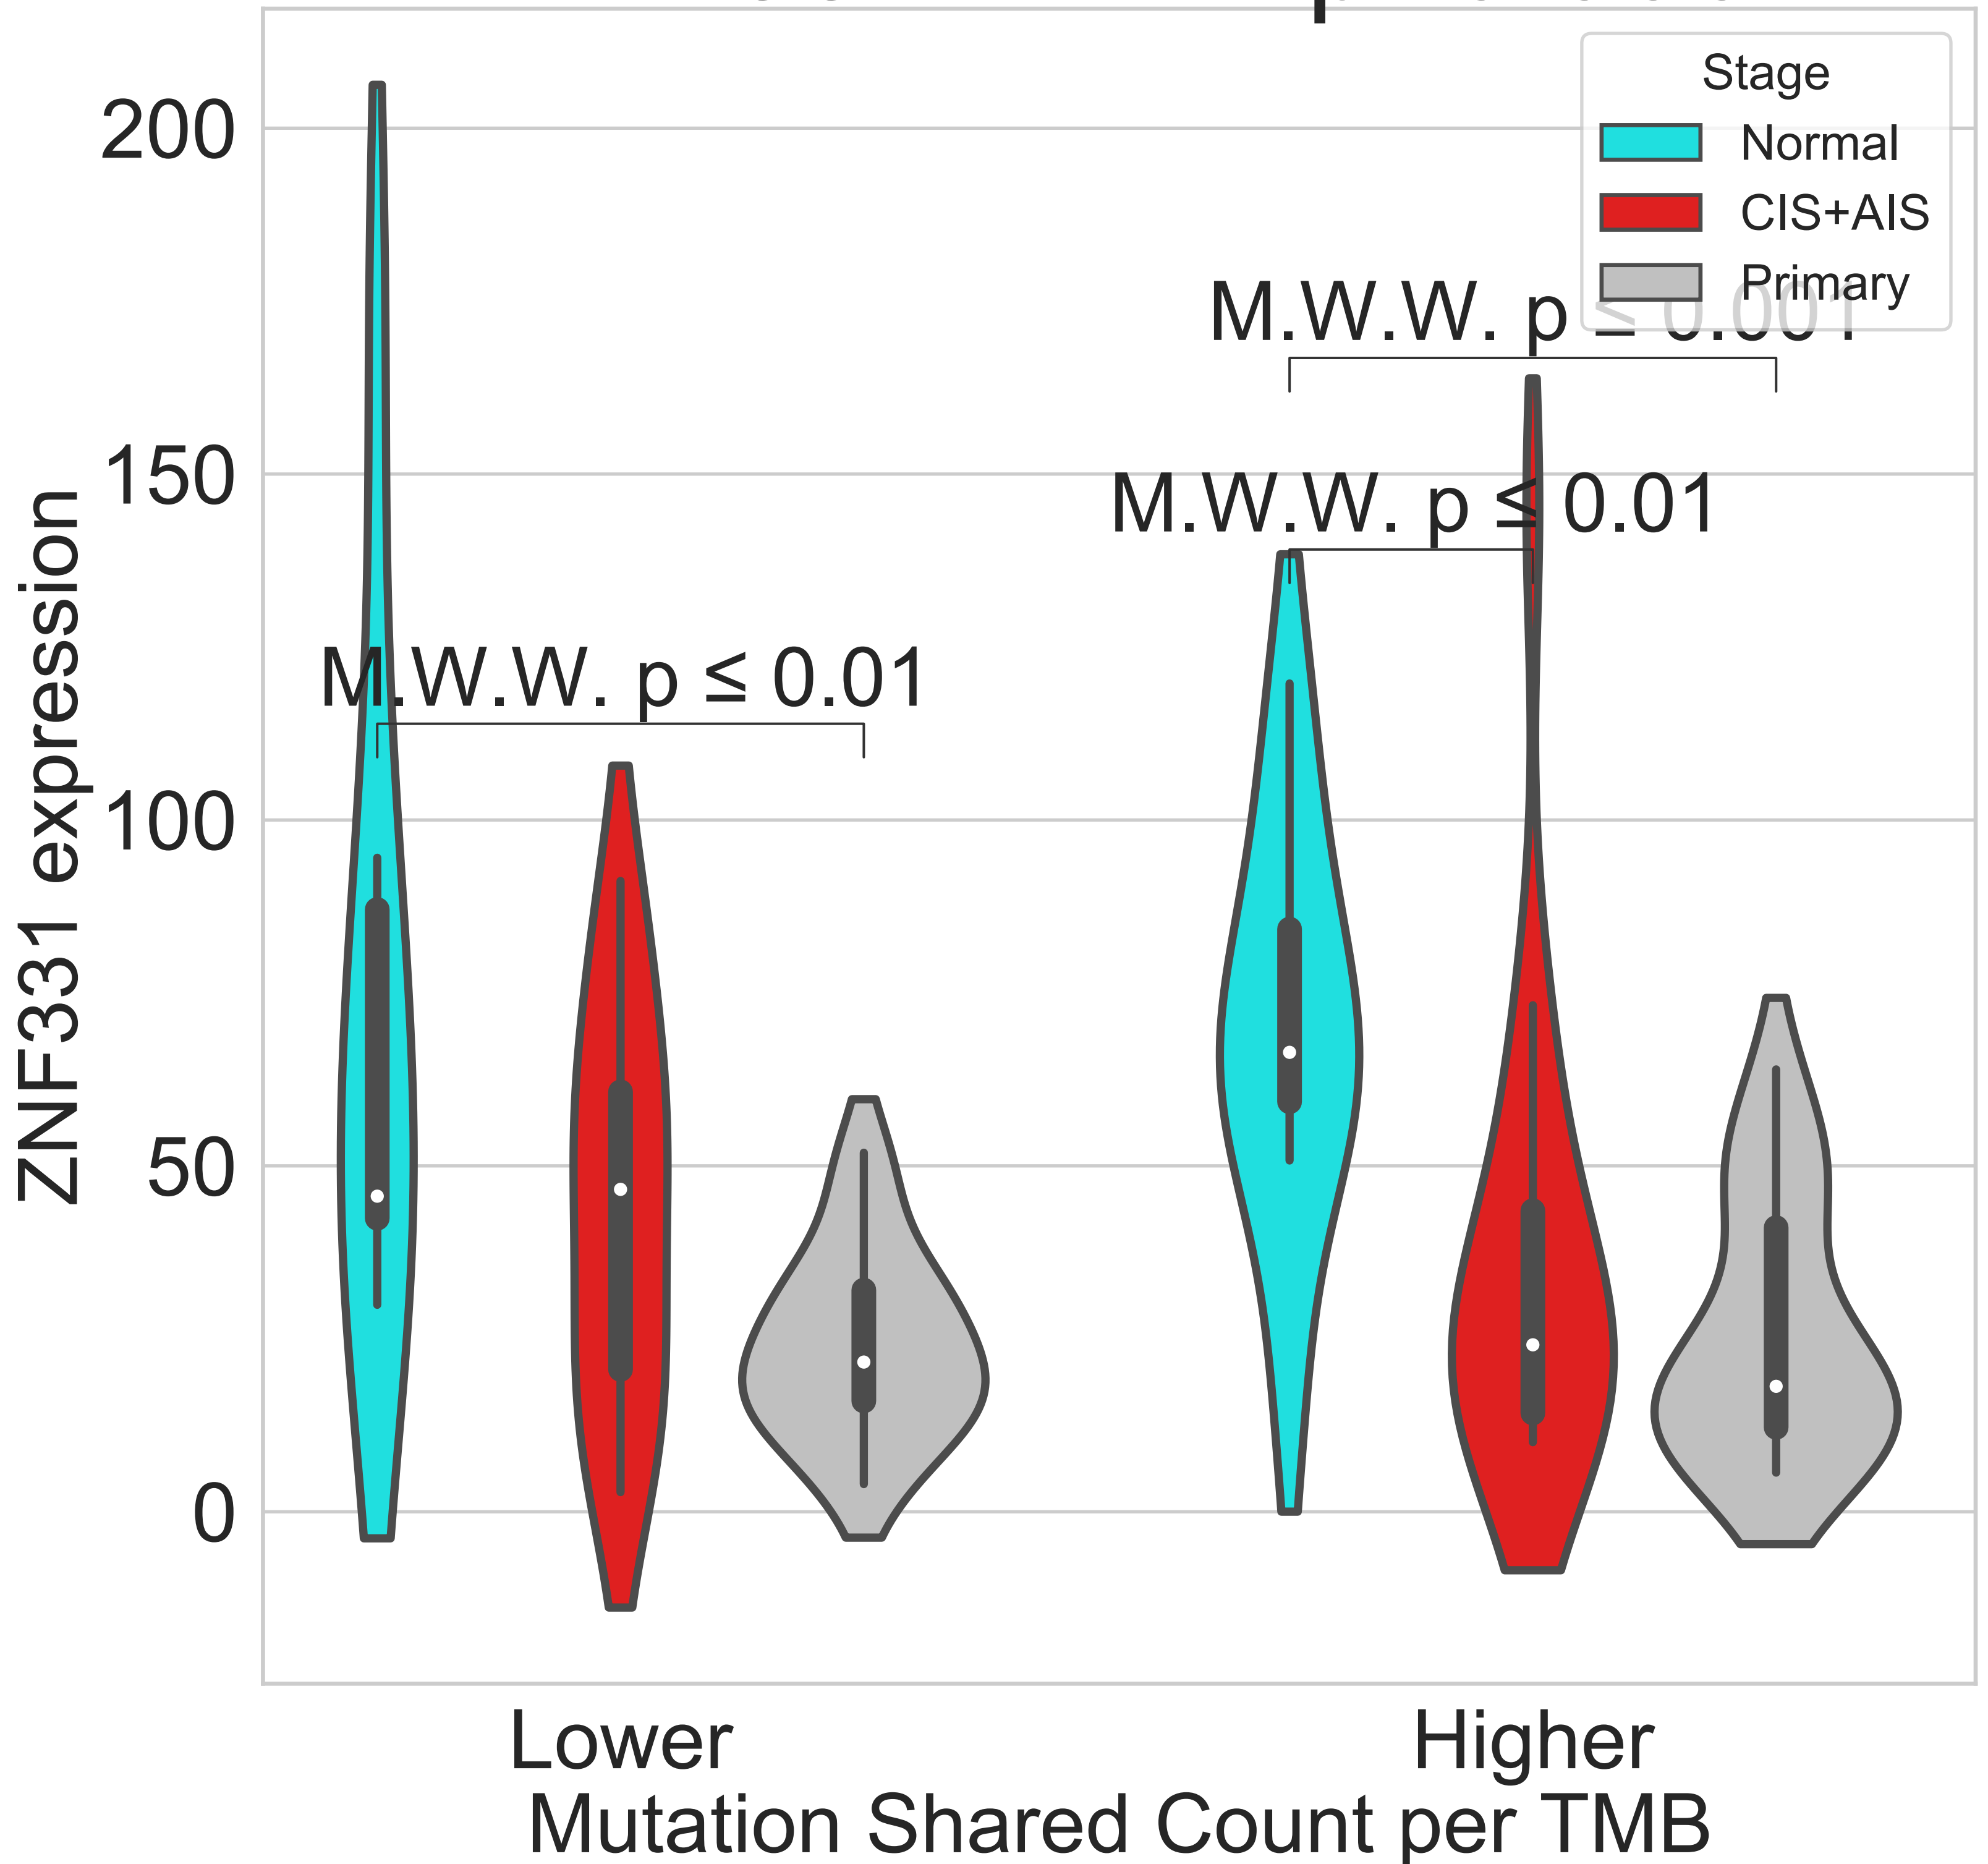 Stage
Normal
CIS+AIS
Primary
M.W.W. p ≤ 0.001
M.W.W. p ≤ 0.01
M.W.W. p ≤ 0.01
200
150
100
50
0
ZNF331 expression
Lower
Higher
Mutation Shared Count per TMB